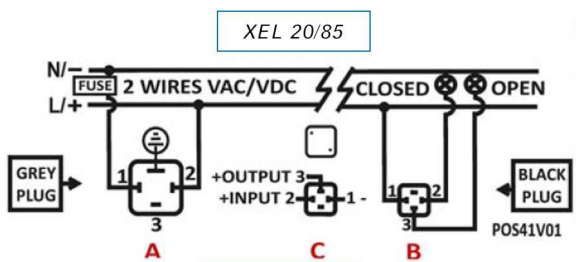 XEL 20/85
N/-
FUSE 2 WIRES VAC/VDC CLOSED OPEN
L/+
GREY PLUG
1 2
3
+OUTPUT 3
+INPUT 2 1 -
1 2
3
BLACK PLUG
POS41V01
A C B